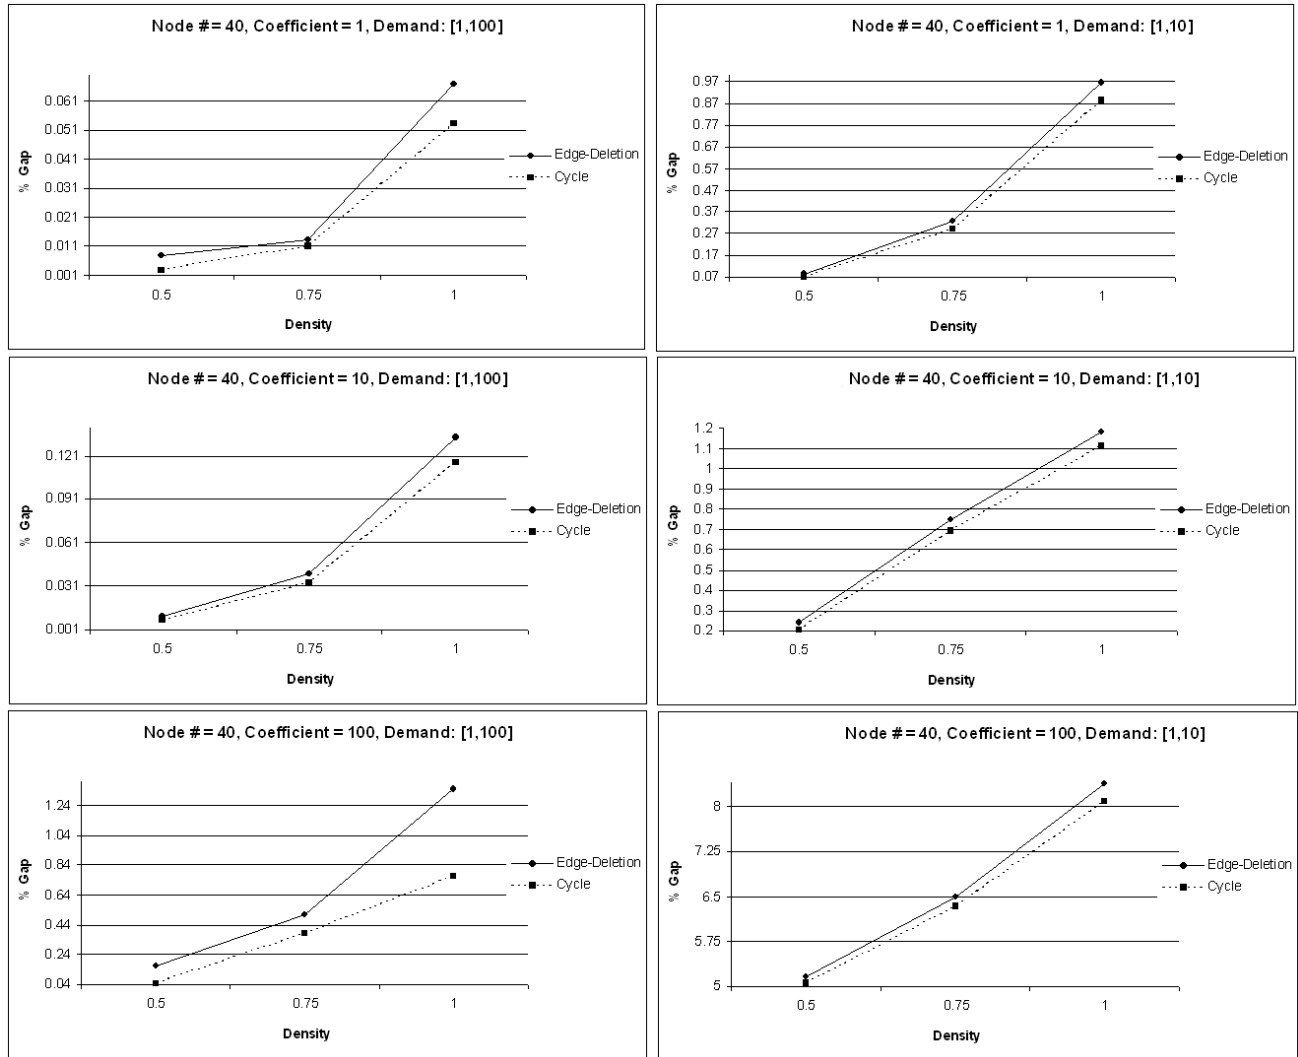 Node # = 40, Coefficient = 1, Demand: [1,100]
0.061
0.051
0.041
0.031
0.021
0.011
0.001
% Gap
0.5 0.75 1
Density
Edge-Deletion
Cycle
Node # = 40, Coefficient = 1, Demand: [1,10]
0.97
0.87
0.77
0.67
0.57
0.47
0.37
0.27
0.17
0.07
% Gap
0.5 0.75 1
Density
Edge-Deletion
Cycle
Node # = 40, Coefficient = 10, Demand: [1,100]
0.121
0.091
0.061
0.031
0.001
% Gap
0.5 0.75 1
Density
Edge-Deletion
Cycle
Node # = 40, Coefficient = 10, Demand: [1,10]
1.2
1.1
1
0.9
0.8
0.7
0.6
0.5
0.4
0.3
0.2
% Gap
0.5 0.75 1
Density
Edge-Deletion
Cycle
Node # = 40, Coefficient = 100, Demand: [1,100]
1.24
1.04
0.84
0.64
0.44
0.24
0.04
% Gap
0.5 0.75 1
Density
Edge-Deletion
Cycle
Node # = 40, Coefficient = 100, Demand: [1,10]
8
7.25
6.5
5.75
5
% Gap
0.5 0.75 1
Density
Edge-Deletion
Cycle